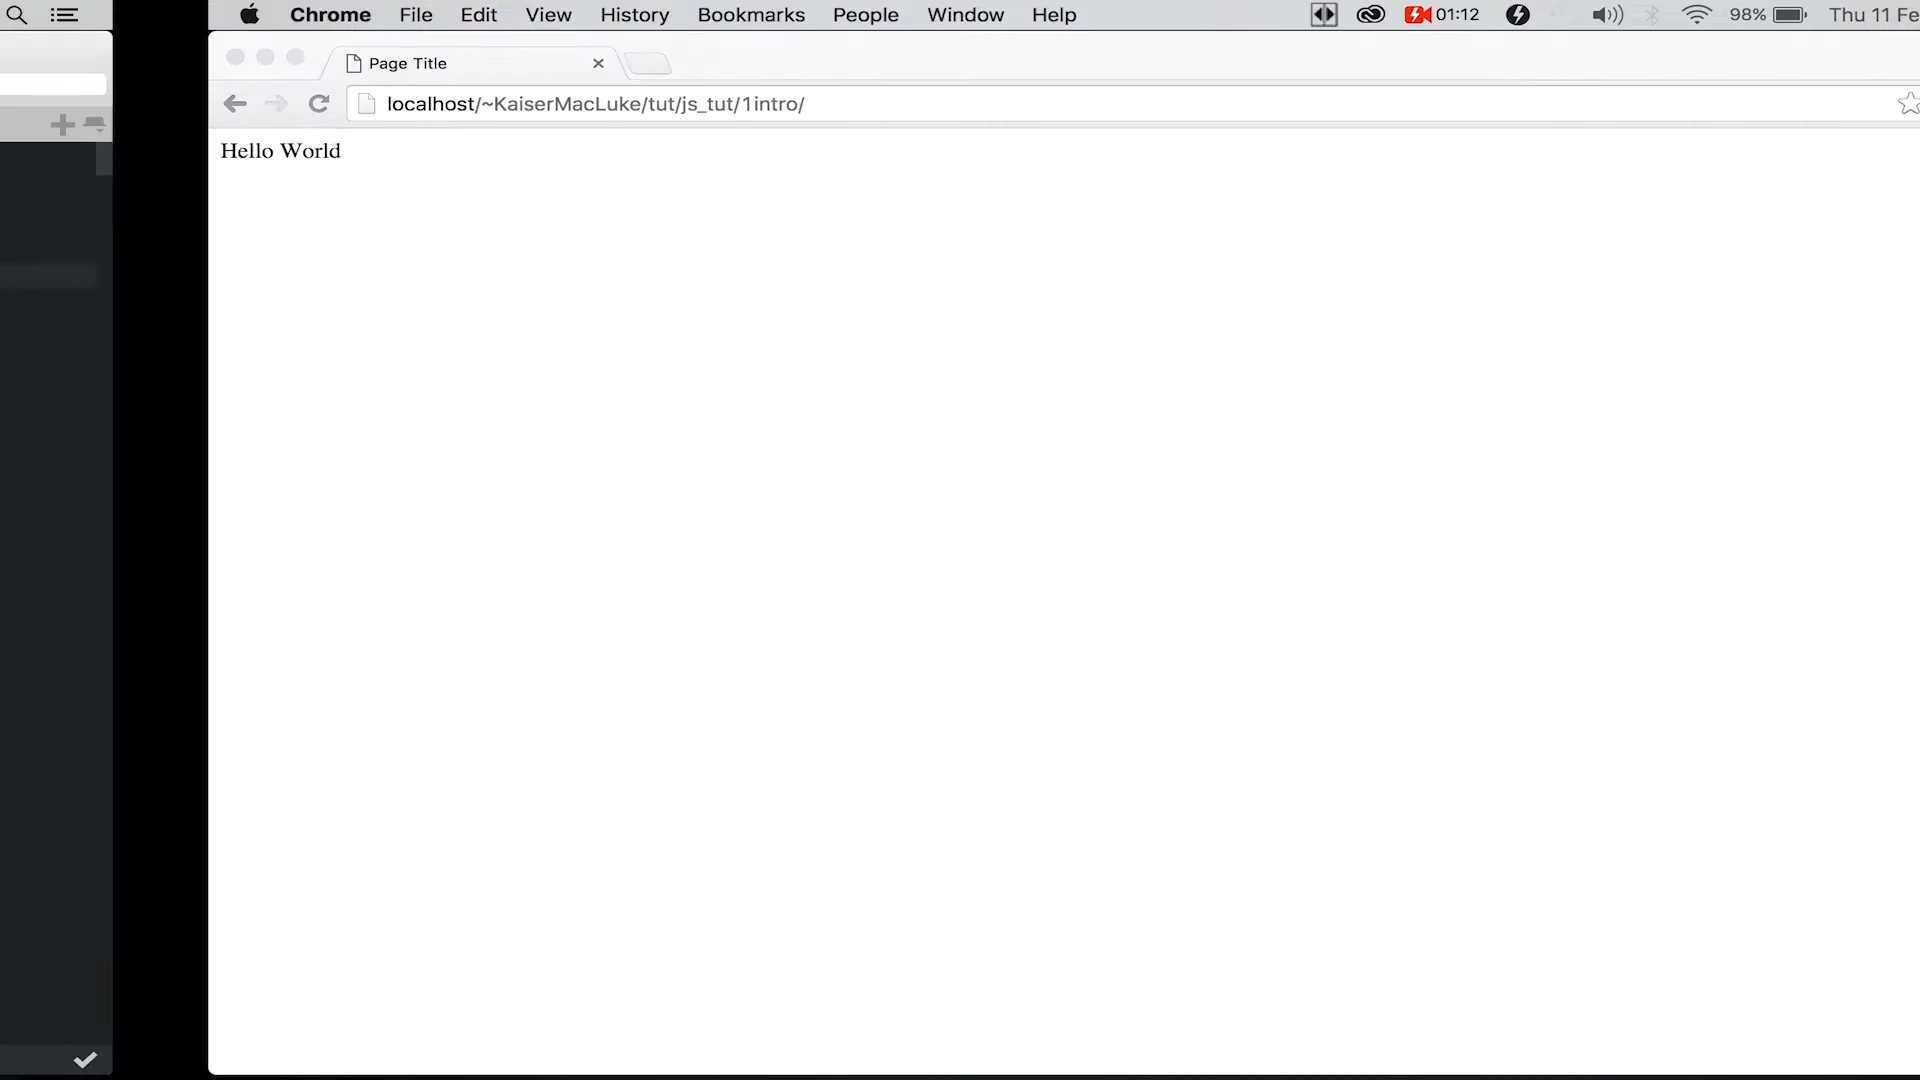 Chrome File Edit View History Bookmarks People Window Help 01:12 98% Thu 11 Fe
Page Title
localhost/~KaiserMacLuke/tut/js_tut/1intro/
Hello World